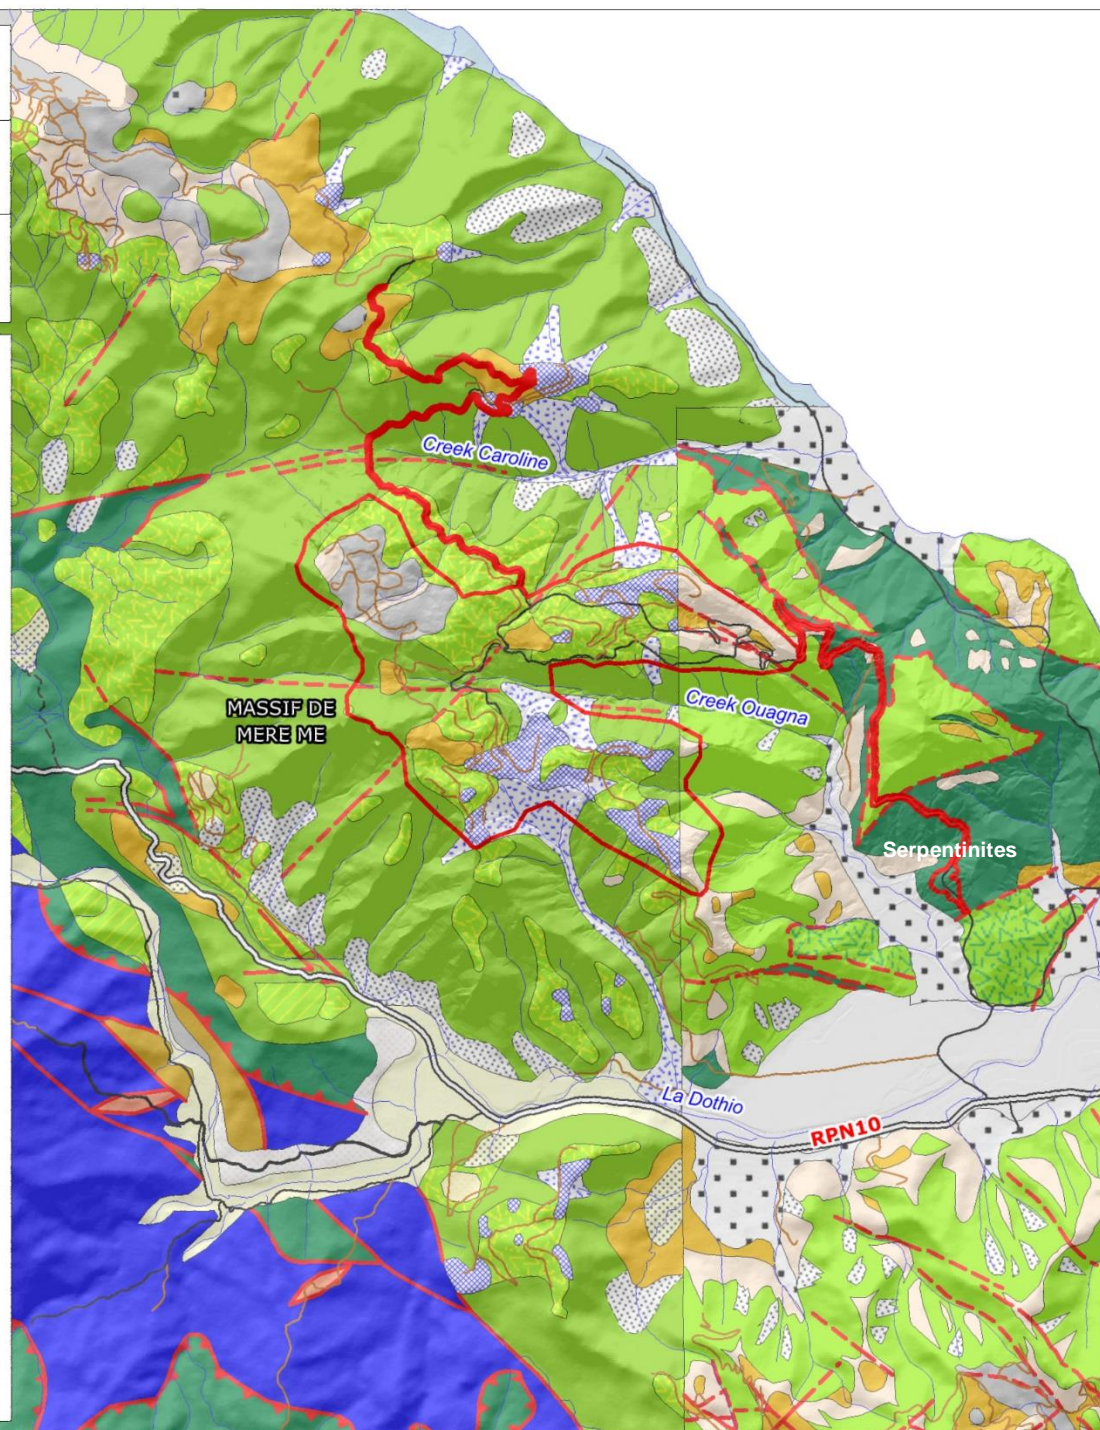 Creek Caroline
MASSIF DE
MERE ME
Creek Ouagna
Serpentinites
La Dothio
RPN10